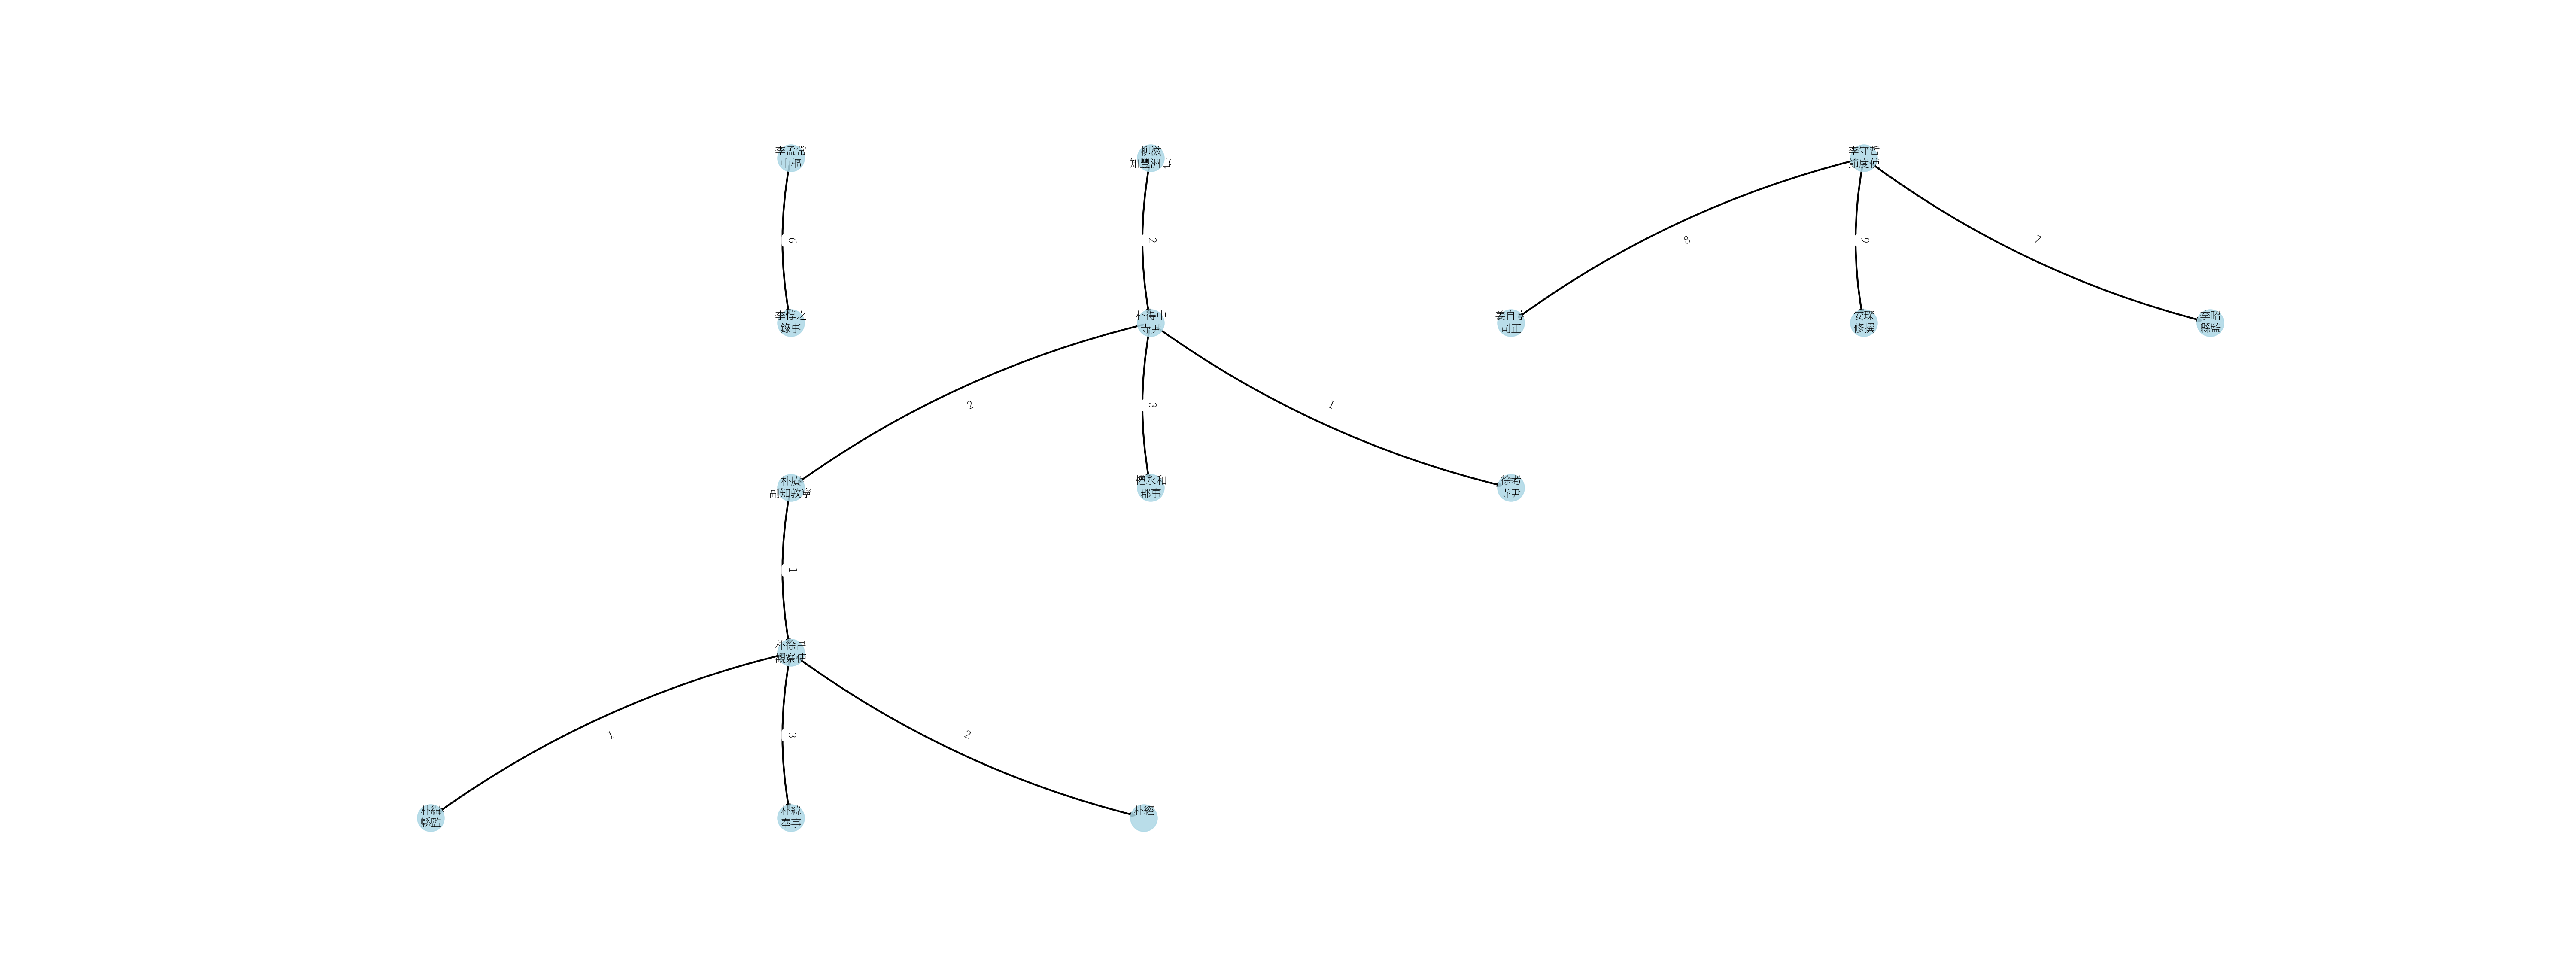 李孟常
中樞
柳滋
知豐洲事
李守哲
節度使
6
2
8
9
7
李惇之
錄事
朴得中
寺尹
姜自亨
司正
安琛
修撰
李昭
縣監
2
3
1
朴賡
副知敦寧
權永和
郡事
徐希
寺尹
1
朴徐昌
觀察使
1
3
2
縣監
朴緯
奉事
朴經